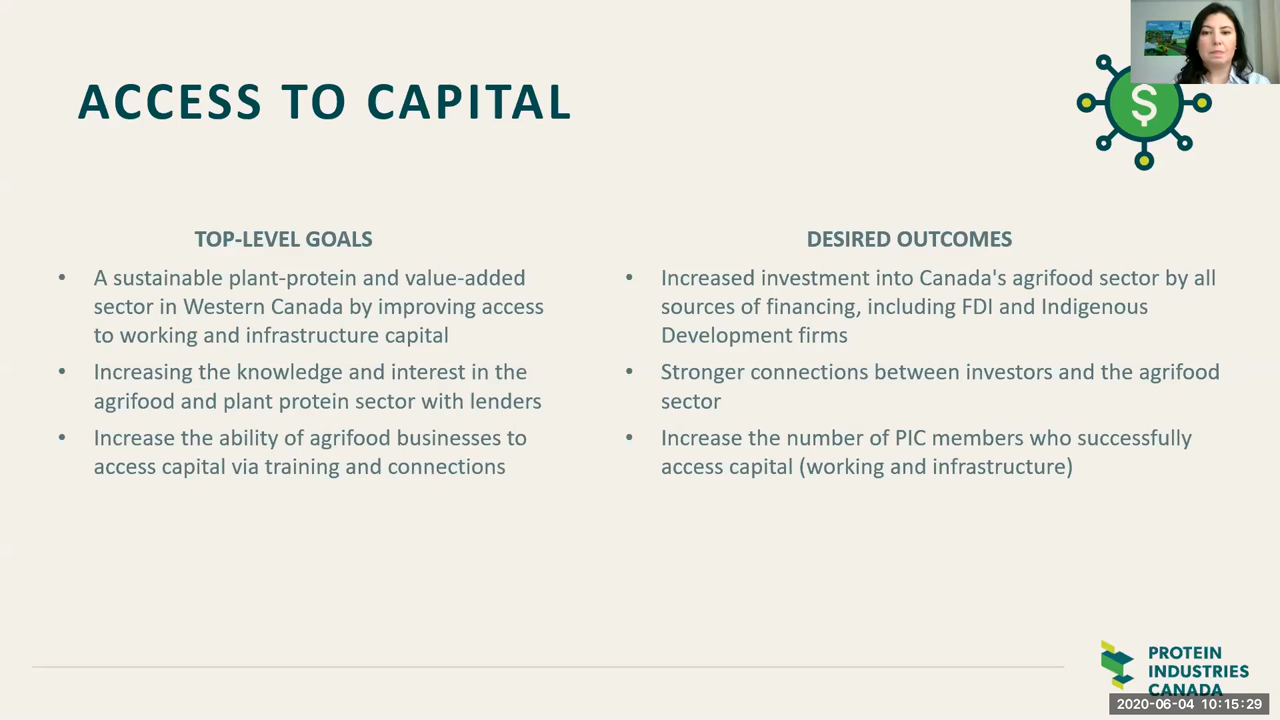 ACCESS TO CAPITAL
$
TOP-LEVEL GOALS
• A sustainable plant-protein and value-added
sector in Western Canada by improving access
to working and infrastructure capital
• Increasing the knowledge and interest in the
agrifood and plant protein sector with lenders
• Increase the ability of agrifood businesses to
access capital via training and connections
DESIRED OUTCOMES
• Increased investment into Canada's agrifood sector by all
sources of financing, including FDI and Indigenous
Development firms
• Stronger connections between investors and the agrifood
sector
• Increase the number of PIC members who successfully
access capital (working and infrastructure)
PROTEIN
INDUSTRIES
CANADA
2020-06-04 10:15:29